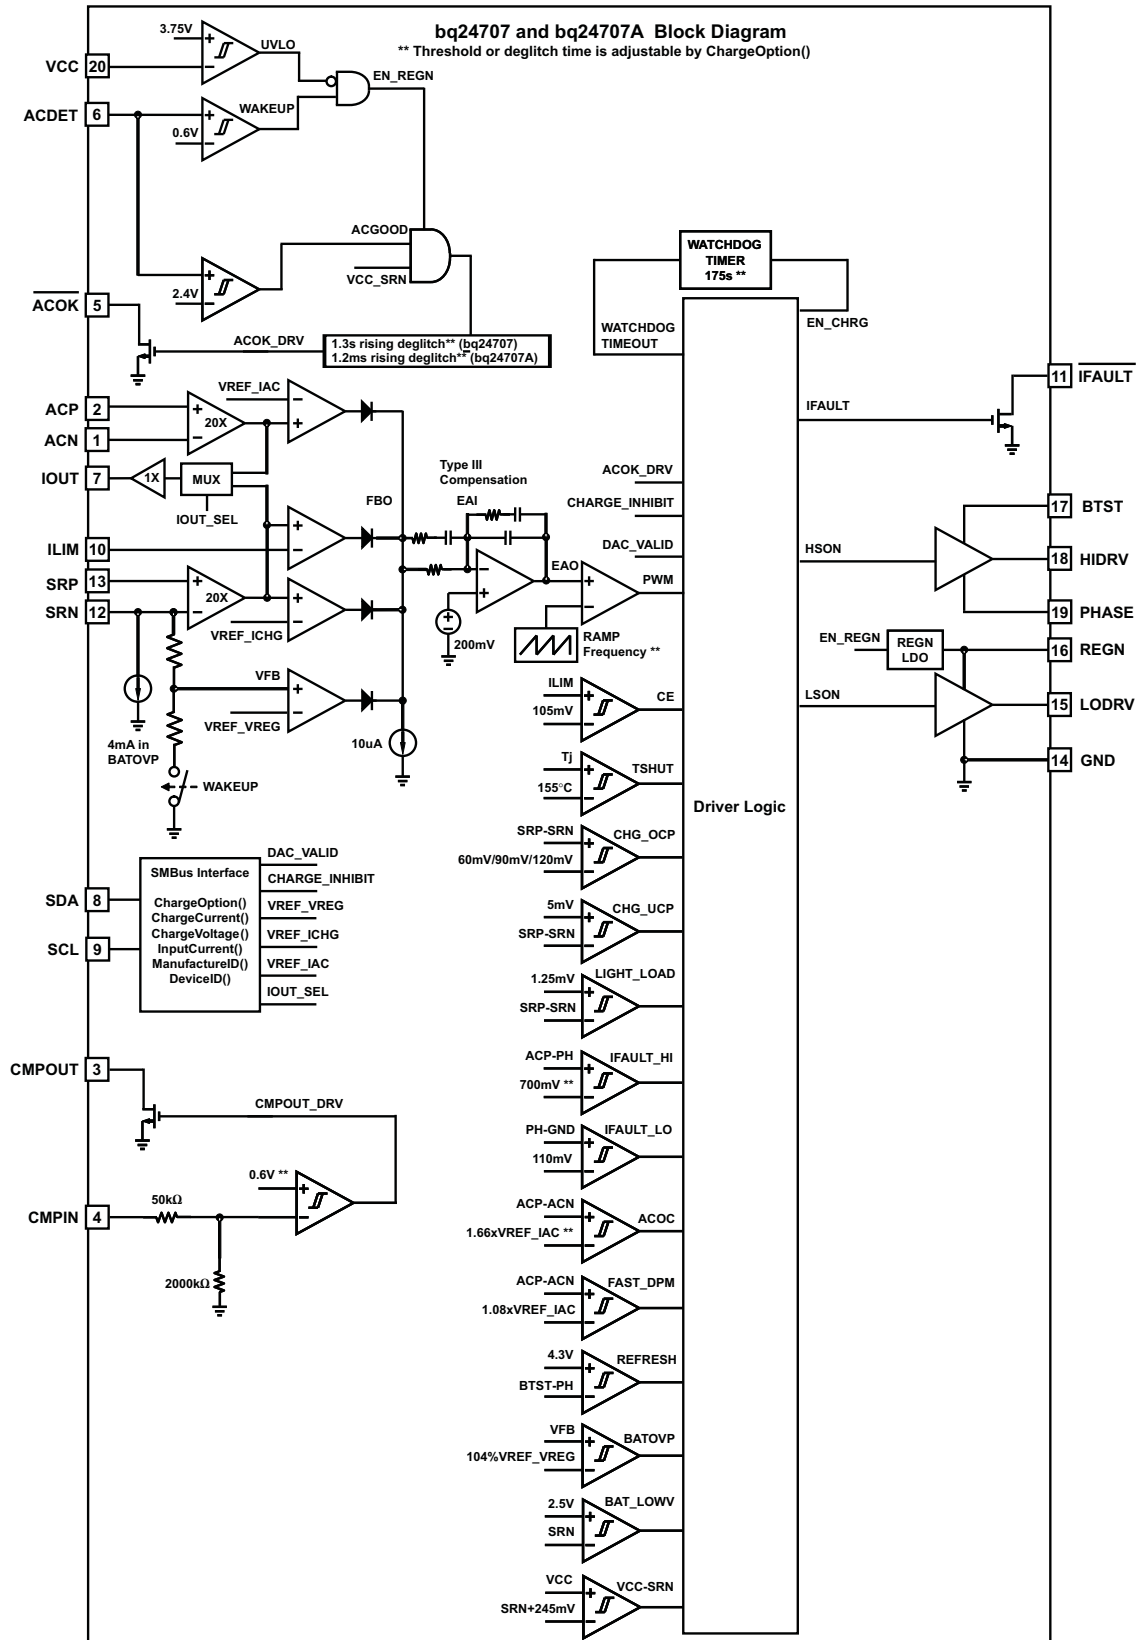 bq24707 and bq24707A Block Diagram
** Threshold or deglitch time is adjustable by ChargeOption()
3.75V
UVLO
VCC 20
EN_REGN
ACDET 6
WAKEUP
0.6V
ACGOOD
VCC_SRN
2.4V
ACOK 5
ACOK_DRV
1.3s rising deglitch** (bq24707)
1.2ms rising deglitch** (bq24707A)
WATCHDOG
TIMER
175s **
WATCHDOG
TIMEOUT
EN_CHRG
11 IFAULT
IFAULT
VREF_IAC
ACP 2
20X
ACN 1
IOUT 7
1X
MUX
IOUT_SEL
FBO
Type III
Compensation
EAI
ACOK_DRV
CHARGE_INHIBIT
DAC_VALID
ILIM 10
SRP 13
20X
SRN 12
VREF_ICHG
EAO
PWM
200mV
RAMP
Frequency **
17 BTST
HSON
18 HIDRV
19 PHASE
EN_REGN
REGN
LDO
16 REGN
LSON
15 LODRV
14 GND
VFB
VREF_VREG
4mA in
BATOVP
10uA
WAKEUP
ILIM
105mV
CE
Tj
155°C
TSHUT
Driver Logic
SRP-SRN
60mV/90mV/120mV
CHG_OCP
5mV
SRP-SRN
CHG_UCP
1.25mV
SRP-SRN
LIGHT_LOAD
SDA 8
SCL 9
SMBus Interface
ChargeOption()
ChargeCurrent()
ChargeVoltage()
InputCurrent()
ManufactureID()
DeviceID()
DAC_VALID
CHARGE_INHIBIT
VREF_VREG
VREF_ICHG
VREF_IAC
IOUT_SEL
ACP-PH
700mV **
IFAULT_HI
CMPOUT 3
CMPOUT_DRV
PH-GND
110mV
IFAULT_LO
0.6V **
50kΩ
CMPIN 4
2000kΩ
ACP-ACN
1.66xVREF_IAC **
ACOC
ACP-ACN
1.08xVREF_IAC
FAST_DPM
4.3V
BTST-PH
REFRESH
VFB
104%VREF_VREG
BATOVP
2.5V
SRN
BAT_LOWV
VCC
SRN+245mV
VCC-SRN